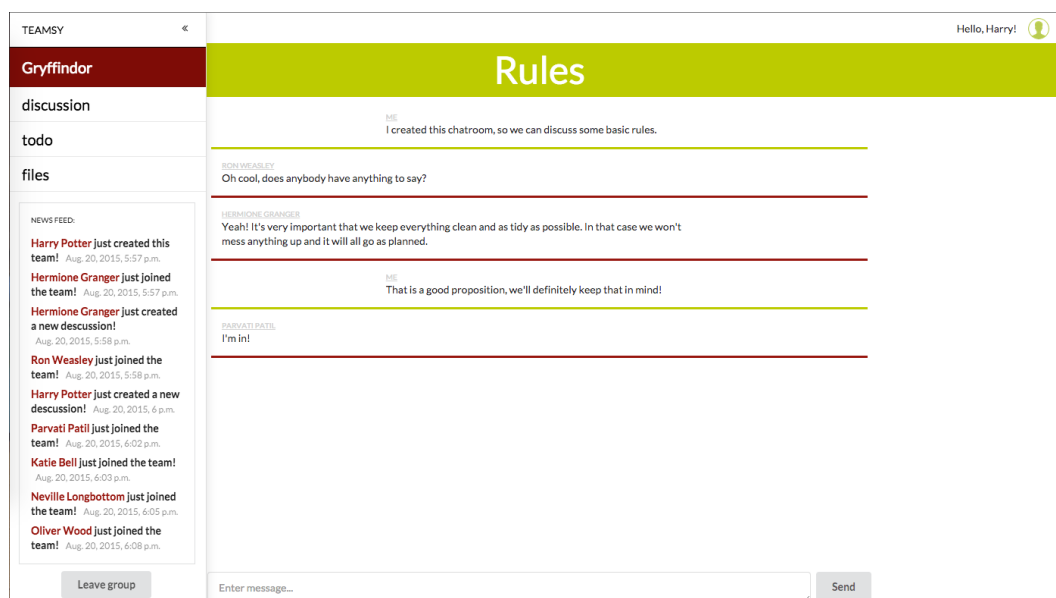 TEAMSY «
Hello, Harry!
Gryffindor
discussion
todo
files
NEWS FEED:
Harry Potter just created this
team! Aug. 20, 2015, 5:57 p.m.
Hermione Granger just joined
the team! Aug. 20, 2015, 5:57 p.m.
Hermione Granger just created
a new descussion!
Aug. 20, 2015, 5:58 p.m.
Ron Weasley just joined the
team! Aug. 20, 2015, 5:58 p.m.
Harry Potter just created a new
descussion! Aug. 20, 2015, 6 p.m.
Parvati Patil just joined the
team! Aug. 20, 2015, 6:02 p.m.
Katie Bell just joined the team!
Aug. 20, 2015, 6:03 p.m.
Neville Longbottom just joined
the team! Aug. 20, 2015, 6:05 p.m.
Oliver Wood just joined the
team! Aug. 20, 2015, 6:08 p.m.
Leave group
Rules
ME
I created this chatroom, so we can discuss some basic rules.
RON WEASLEY
Oh cool, does anybody have anything to say?
HERMIONE GRANGER
Yeah! It's very important that we keep everything clean and as tidy as possible. In that case we won't
mess anything up and it will all go as planned.
ME
That is a good proposition, we'll definitely keep that in mind!
PARVATI PATIL
I'm in!
Enter message...
Send